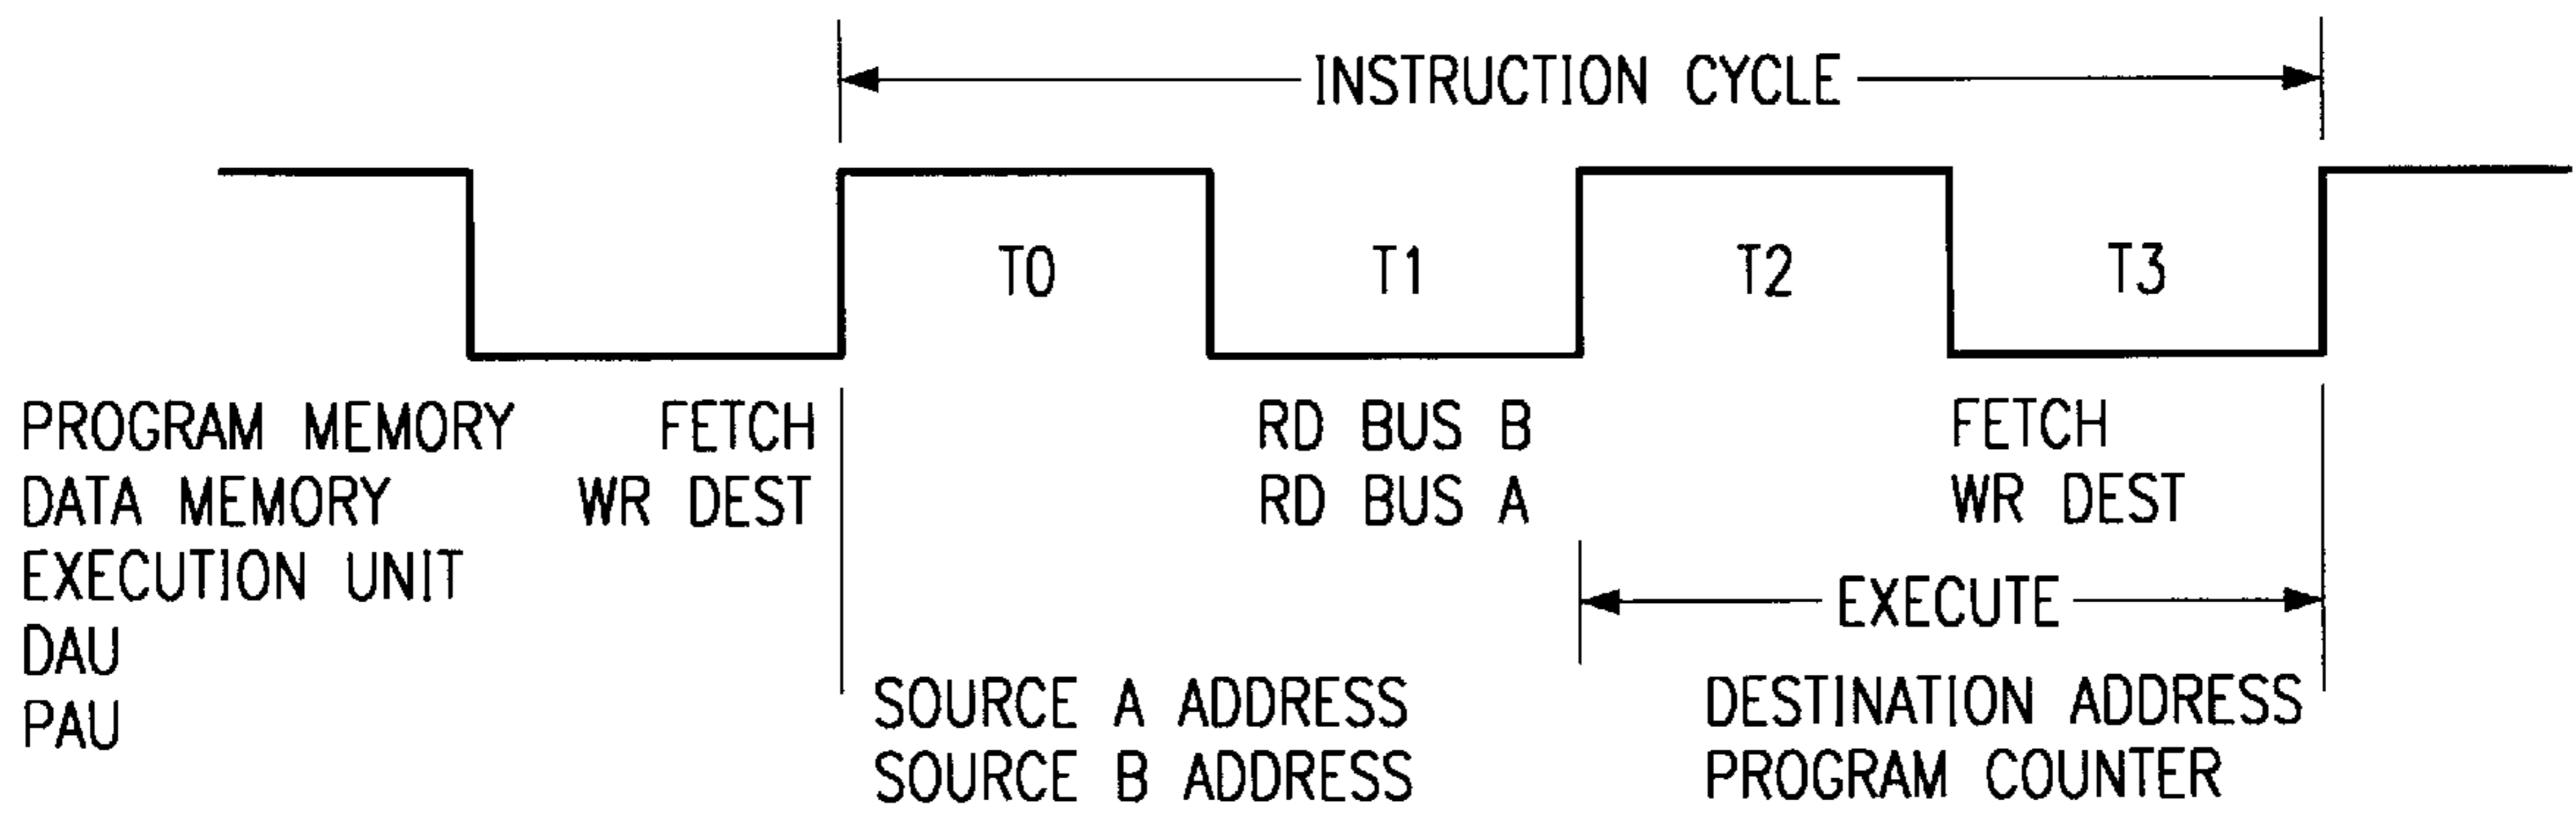 INSTRUCTION CYCLE
T0 T1 T2 T3
PROGRAM MEMORY FETCH RD BUS B FETCH
DATA MEMORY WR DEST RD BUS A WR DEST
EXECUTION UNIT EXECUTE
DAU SOURCE A ADDRESS DESTINATION ADDRESS
PAU SOURCE B ADDRESS PROGRAM COUNTER